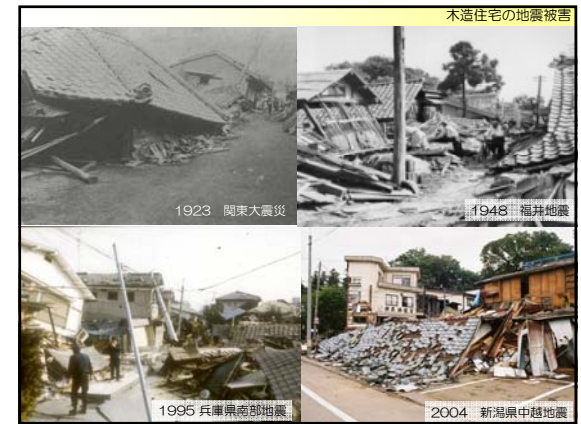 木造住宅の地震被害
1923 関東大震災
1948 福井地震
1995 兵庫県南部地震
2004 新潟県中越地震